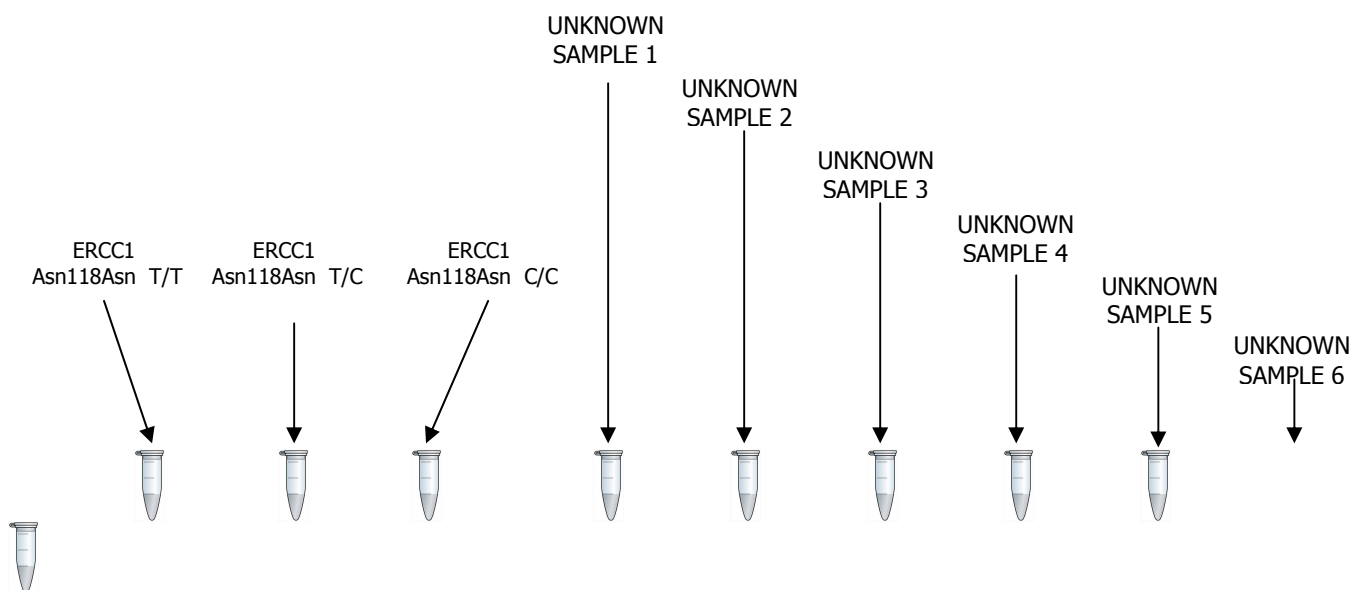 UNKNOWN
SAMPLE 1
UNKNOWN
SAMPLE 2
UNKNOWN
SAMPLE 3
UNKNOWN
SAMPLE 4
ERCC1
Asn118Asn T/T
ERCC1
Asn118Asn T/C
ERCC1
Asn118Asn C/C
UNKNOWN
SAMPLE 5
UNKNOWN
SAMPLE 6